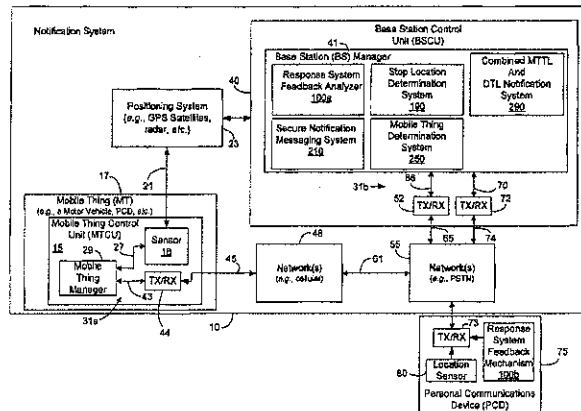 Notification System
Base Station Control
Unit (BSCU)
41
Base Station (BS) Manager
40
Response System
Feedback Analyzer
100a
Stop Location
Determination
System
190
Combined MTTL
And
DTL Notification
System
290
Secure Notification
Messaging System
210
Mobile Thing
Determination
System
250
Positioning System
(e.g., GPS Satellites,
radar, etc.)
23
17
21
31b
70
52
TX/RX
TX/RX
72
Mobile Thing (MT)
(e.g., a Motor Vehicle, PCD, etc.)
Mobile Thing Control
Unit (MTCU)
15
29
27
Sensor
18
Mobile
Thing
Manager
43
TX/RX
44
31a
45
48
Network(s)
(e.g., cellular)
61
55
65
74
Network(s)
(e.g., PSTN)
10
73
TX/RX
Response
System
Feedback
Mechanism
100b
75
80
Location
Sensor
Personal Communications
Device (PCD)